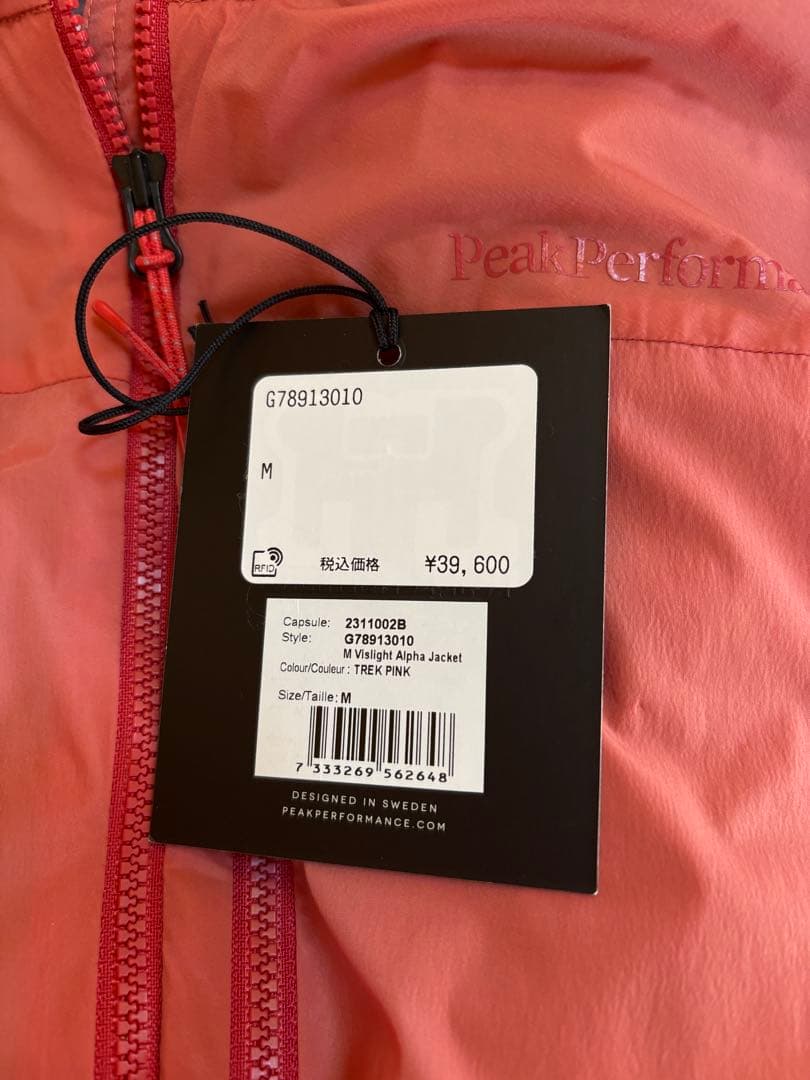 PeakPerforma
G78913010
M
RFID 税込価格 ¥39,600
Capsule: 2311002B
Style: G78913010
M Vislight Alpha Jacket
Colour/Couleur : TREK PINK
Size/Taille: M
7 333269 562648
DESIGNED IN SWEDEN
PEAKPERFORMANCE.COM